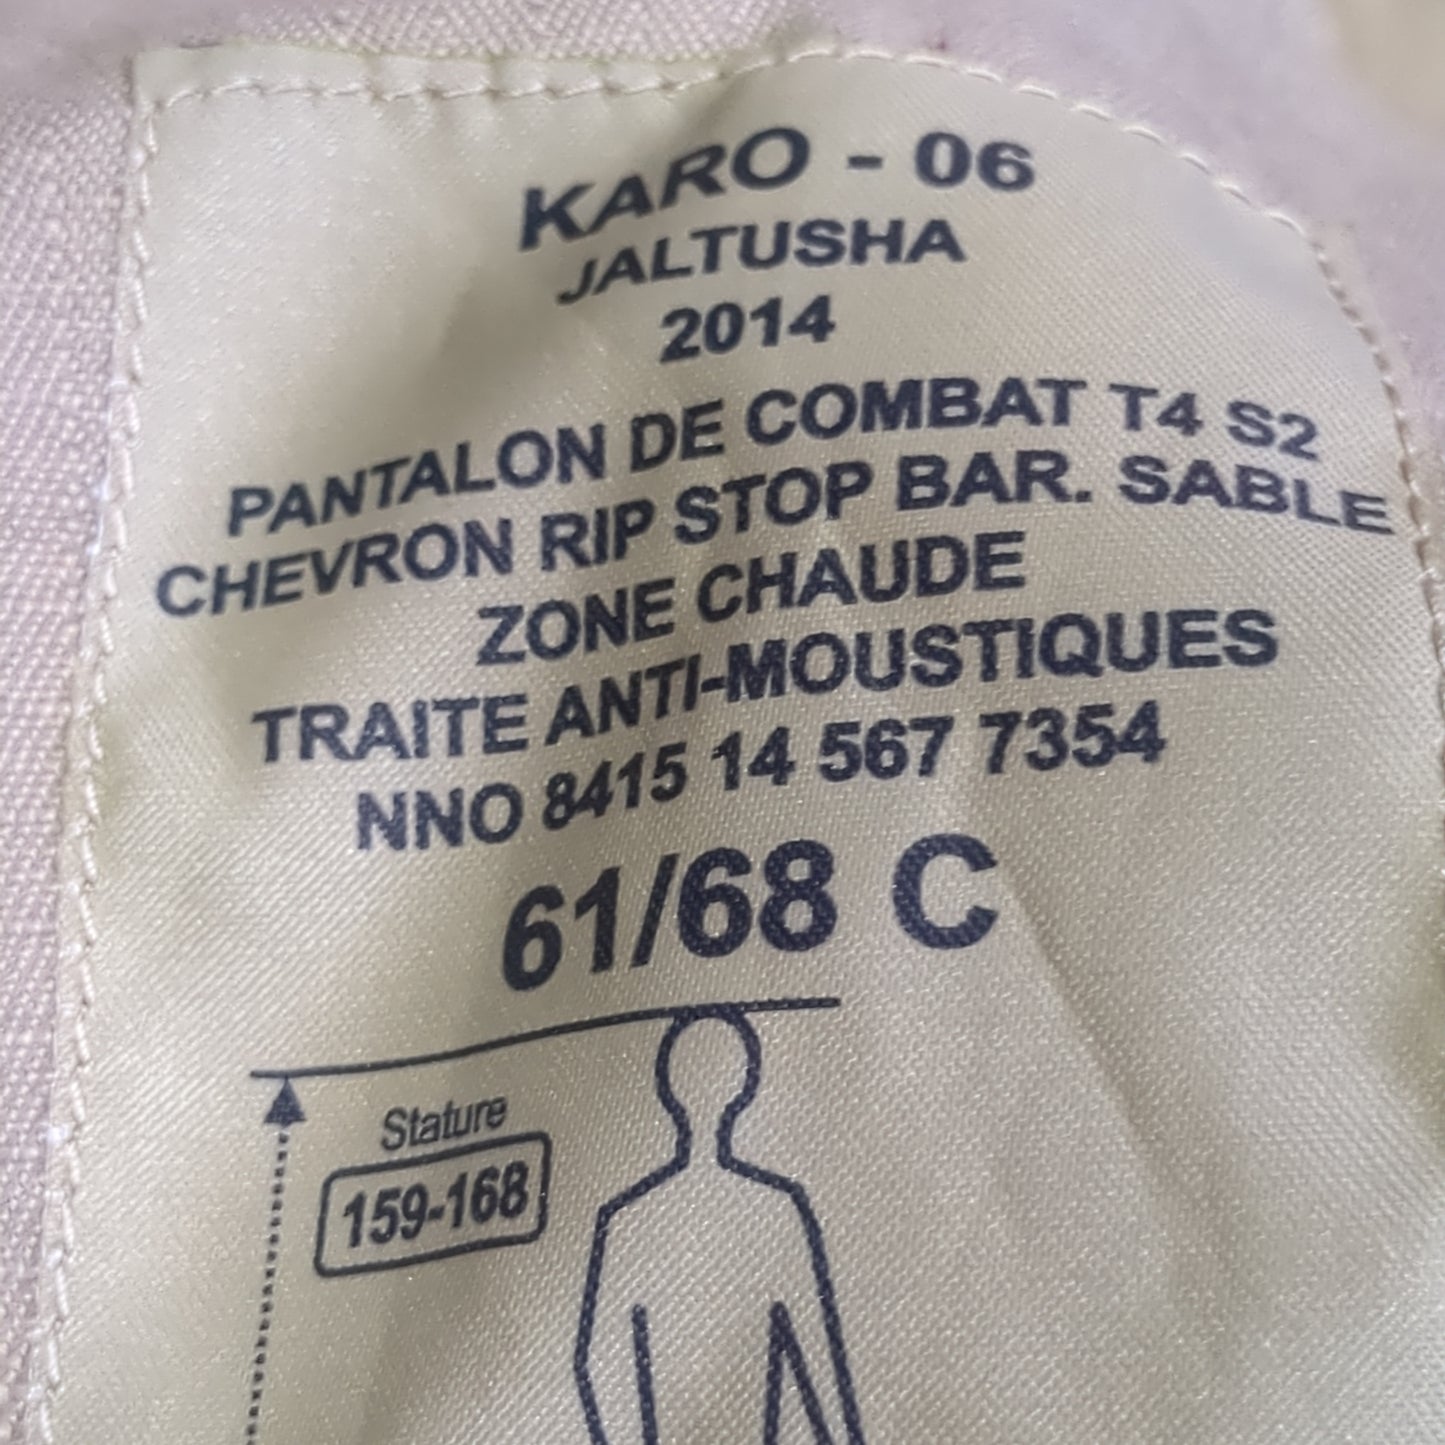 KARO - 06
JALTUSHA
2014
PANTALON DE COMBAT T4 S2
CHEVRON RIP STOP BAR. SABLE
ZONE CHAUDE
TRAITE ANTI-MOUSTIQUES
NNO 8415 14 567 7354
61/68 C
Stature
159-168